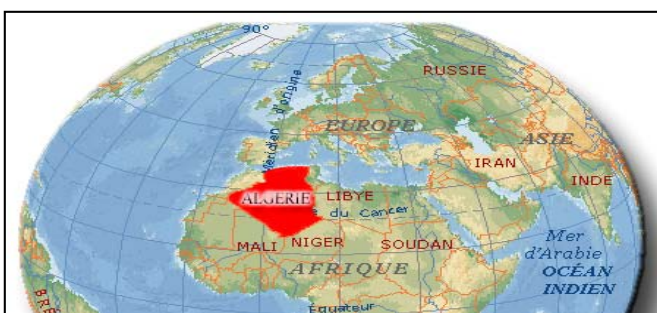 90°
RUSSIE
Méridien d'origine
EUROPE
ASIE
IRAN
INDE
ALGERIE
LIBYE
du Cancer
MALI
NIGER
SOUDAN
Mer
d'Arabie
OCÉAN
INDIEN
AFRIQUE
Équateur
BRÉ